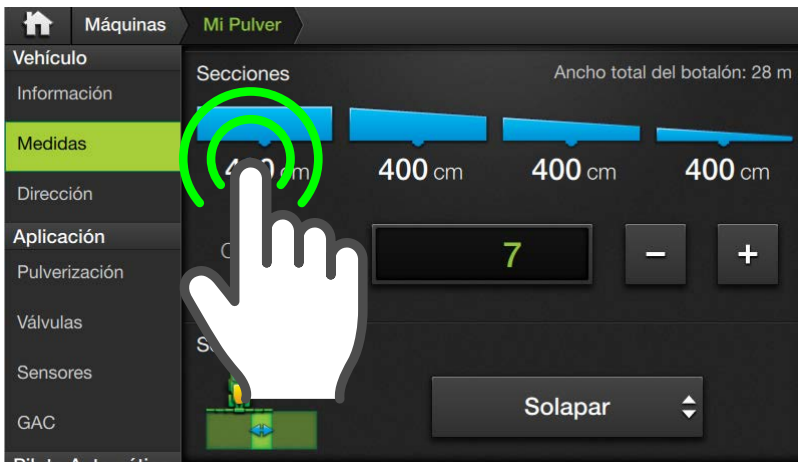 Máquinas
Mi Pulver
Vehículo
Información
Medidas
Dirección
Aplicación
Pulverización
Válvulas
Sensores
GAC
Secciones
Ancho total del botalón: 28 m
cm
400 cm
400 cm
400 cm
7
−
+
Solapar